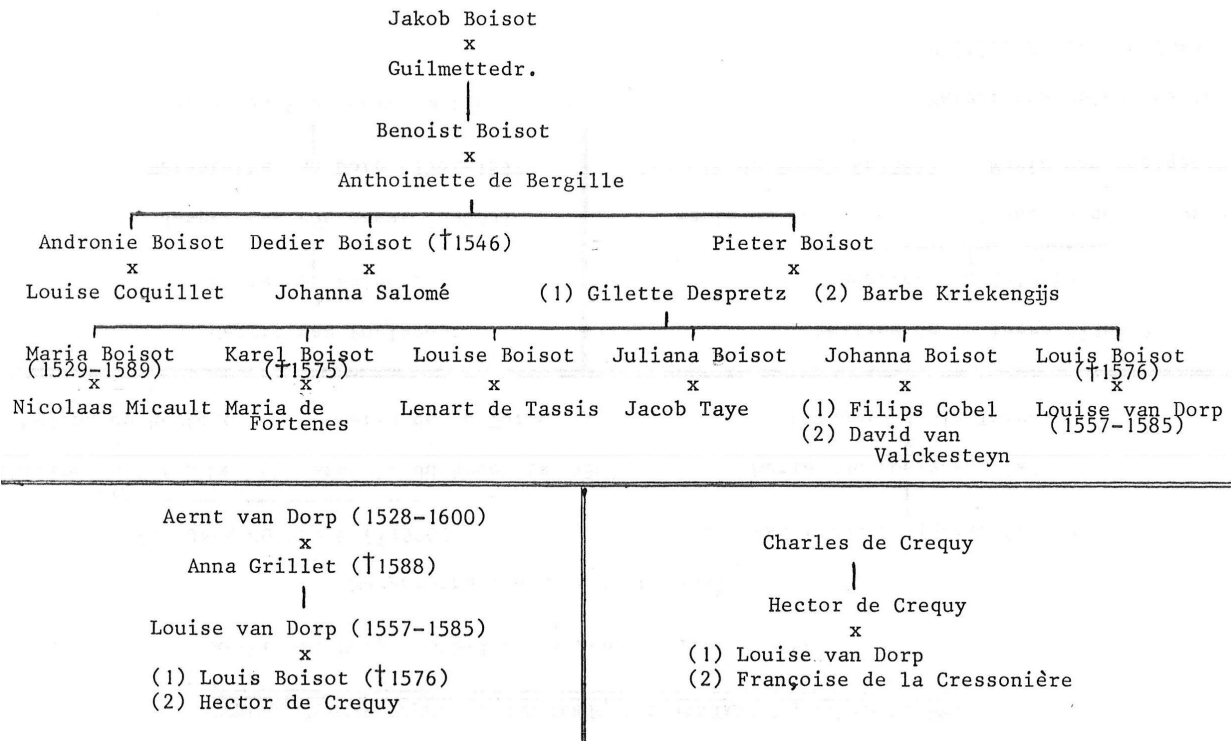 Jakob Boisot
x
Guilmettedr.
Benoist Boisot
x
Anthoinette de Bergille
Andronie Boisot Dedier Boisot (†1546) Pieter Boisot
x x x
Louise Coquillet Johanna Salomé (1) Gilette Despretz (2) Barbe Kriekengijs
Maria Boisot Karel Boisot Louise Boisot Juliana Boisot Johanna Boisot Louis Boisot
(1529-1589) (†1575) (†1576)
x x x x x x
Nicolaas Micault Maria de Lenart de Tassis Jacob Taye (1) Filips Cobel Louise van Dorp
Fortenes (2) David van (1557-1585)
Valckesteyn
Aernt van Dorp (1528-1600)
x
Anna Grillet (†1588)
Louise van Dorp (1557-1585)
x
(1) Louis Boisot (†1576)
(2) Hector de Crequy
Charles de Crequy
Hector de Crequy
x
(1) Louise van Dorp
(2) Françoise de la Cressonière